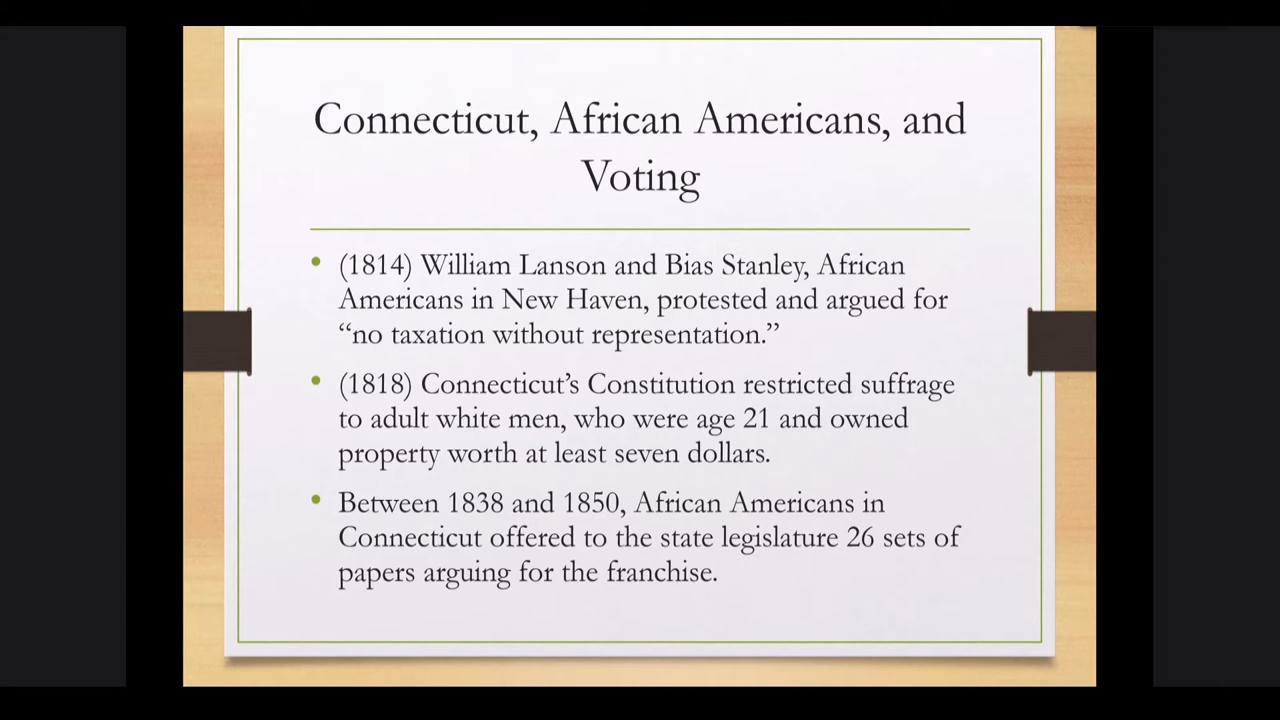 Connecticut, African Americans, and
Voting
• (1814) William Lanson and Bias Stanley, African
Americans in New Haven, protested and argued for
“no taxation without representation.”
• (1818) Connecticut’s Constitution restricted suffrage
to adult white men, who were age 21 and owned
property worth at least seven dollars.
• Between 1838 and 1850, African Americans in
Connecticut offered to the state legislature 26 sets of
papers arguing for the franchise.